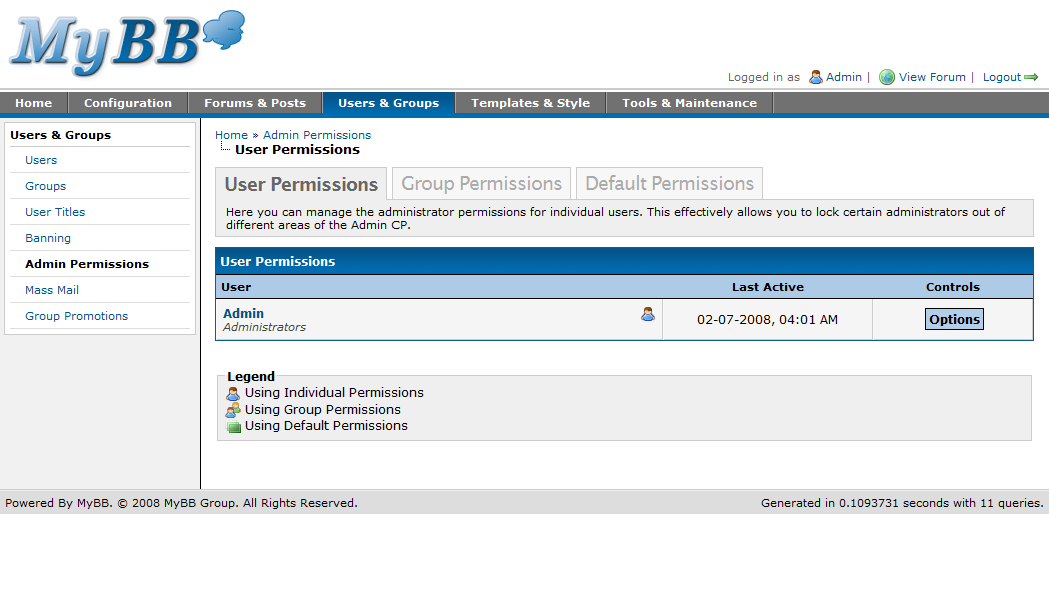 MyBB
Logged in as Admin | View Forum | Logout
Home Configuration Forums & Posts Users & Groups Templates & Style Tools & Maintenance
Users & Groups
Users
Groups
User Titles
Banning
Admin Permissions
Mass Mail
Group Promotions
Home » Admin Permissions
User Permissions
User Permissions Group Permissions Default Permissions
Here you can manage the administrator permissions for individual users. This effectively allows you to lock certain administrators out of
different areas of the Admin CP.
User Permissions
User Last Active Controls
Admin
Administrators
02-07-2008, 04:01 AM
Options
Legend
Using Individual Permissions
Using Group Permissions
Using Default Permissions
Powered By MyBB. © 2008 MyBB Group. All Rights Reserved.
Generated in 0.1093731 seconds with 11 queries.